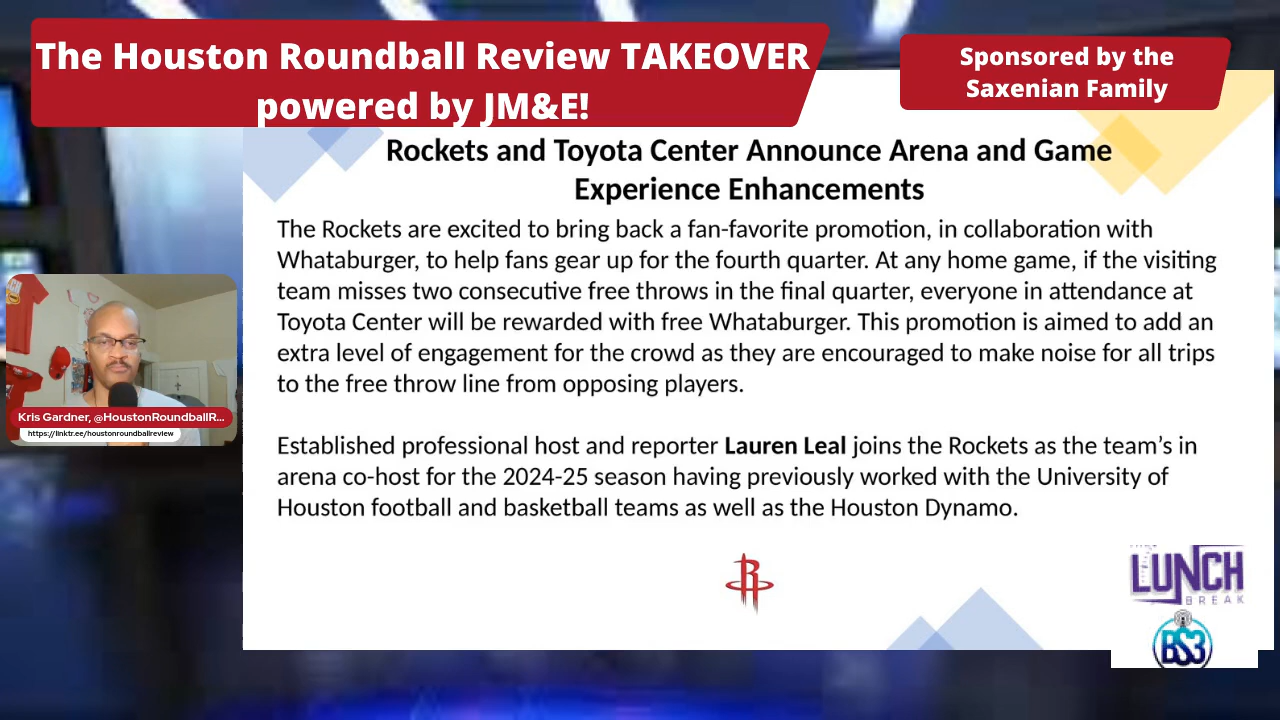 The Houston Roundball Review TAKEOVER
powered by JM&E!
Sponsored by the
Saxenian Family
Rockets and Toyota Center Announce Arena and Game
Experience Enhancements
The Rockets are excited to bring back a fan-favorite promotion, in collaboration with
Whataburger, to help fans gear up for the fourth quarter. At any home game, if the visiting
team misses two consecutive free throws in the final quarter, everyone in attendance at
Toyota Center will be rewarded with free Whataburger. This promotion is aimed to add an
extra level of engagement for the crowd as they are encouraged to make noise for all trips
to the free throw line from opposing players.
Established professional host and reporter Lauren Leal joins the Rockets as the team’s in
arena co-host for the 2024-25 season having previously worked with the University of
Houston football and basketball teams as well as the Houston Dynamo.
Kris Gardner, @HoustonRoundballR...
https://linktr.ee/houstonroundballreview
R
LUNCH
BREAK
BS3